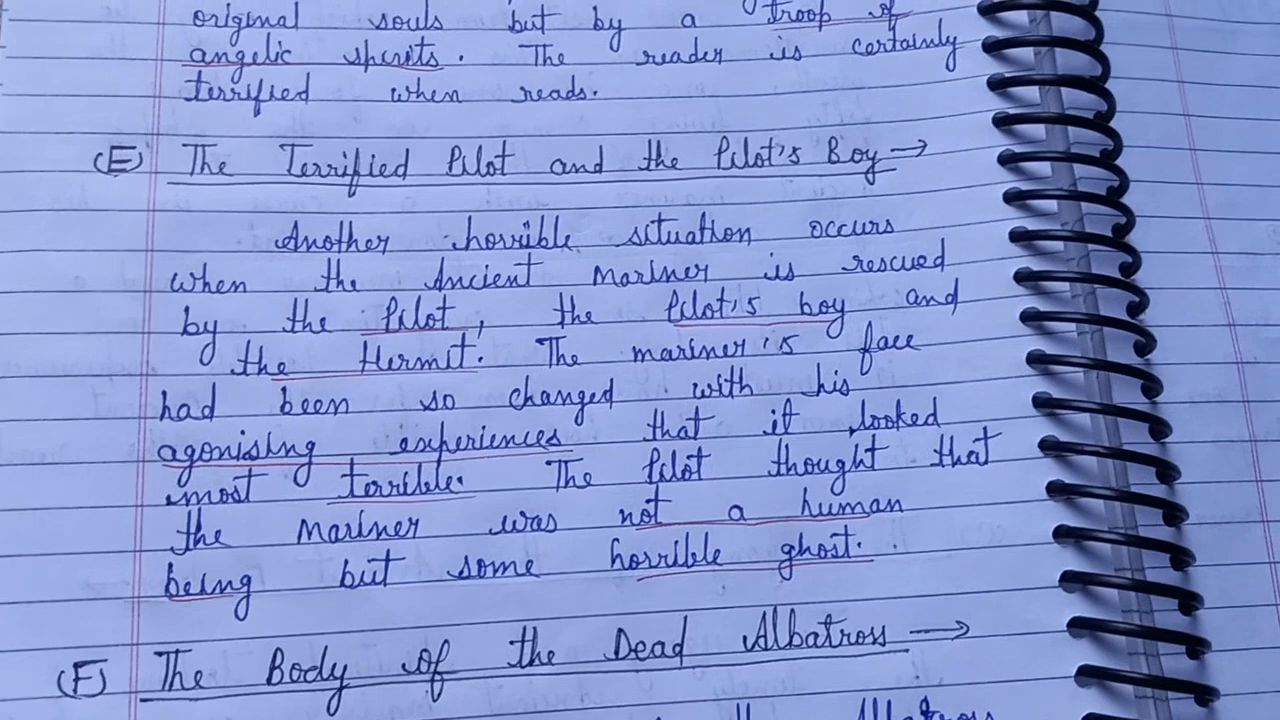 original souls but by a troop of
angelic spirits. The reader is certainly
terrified when reads.
(E) The Terrified Pilot and the Pilot's Boy →
Another horrible situation occurs
when the Ancient Mariner is rescued
by the Pilot, the Pilot's boy and
the Hermit. The mariner's face
had been so changed with his
agonising experiences that it looked
most terrible. The Pilot thought that
the Mariner was not a human
being but some horrible ghost.
(F) The Body of the Dead Albatross →
Albatross